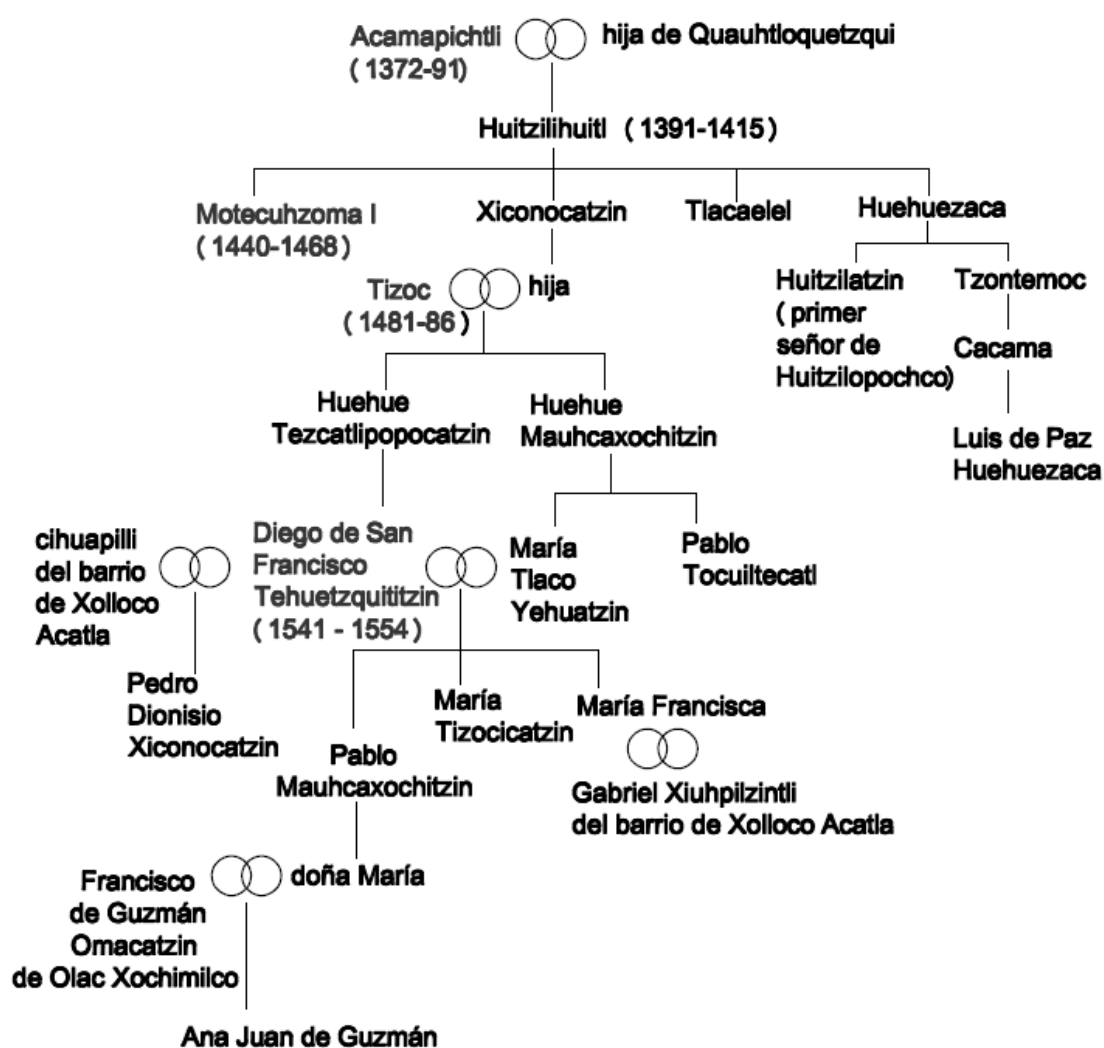 Acamapichtli
( 1372-91)
hija de Quauhtloquetzqui
Huitzilihuitl ( 1391-1415 )
Motecuhzoma I
( 1440-1468 )
Xiconocatzin
Tlacaelel
Huehuezaca
Tizoc
( 1481-86 )
hija
Huitzilatzin
( primer
señor de
Huitzilopochco)
Tzontemoc
Cacama
Luis de Paz
Huehuezaca
Huehue
Tezcatlipopocatzin
Huehue
Mauhcaxochitzin
cihuapilli
del barrio
de Xolloco
Acatla
Diego de San
Francisco
Tehuetzquititzin
( 1541 - 1554 )
María
Tlaco
Yehuatzin
Pablo
Tocuiltecatl
Pedro
Dionisio
Xiconocatzin
Pablo
Mauhcaxochitzin
María
Tizocicatzin
María Francisca
Gabriel Xiuhpilzintli
del barrio de Xolloco Acatla
Francisco
de Guzmán
Omacatzin
de Olac Xochimilco
doña María
Ana Juan de Guzmán